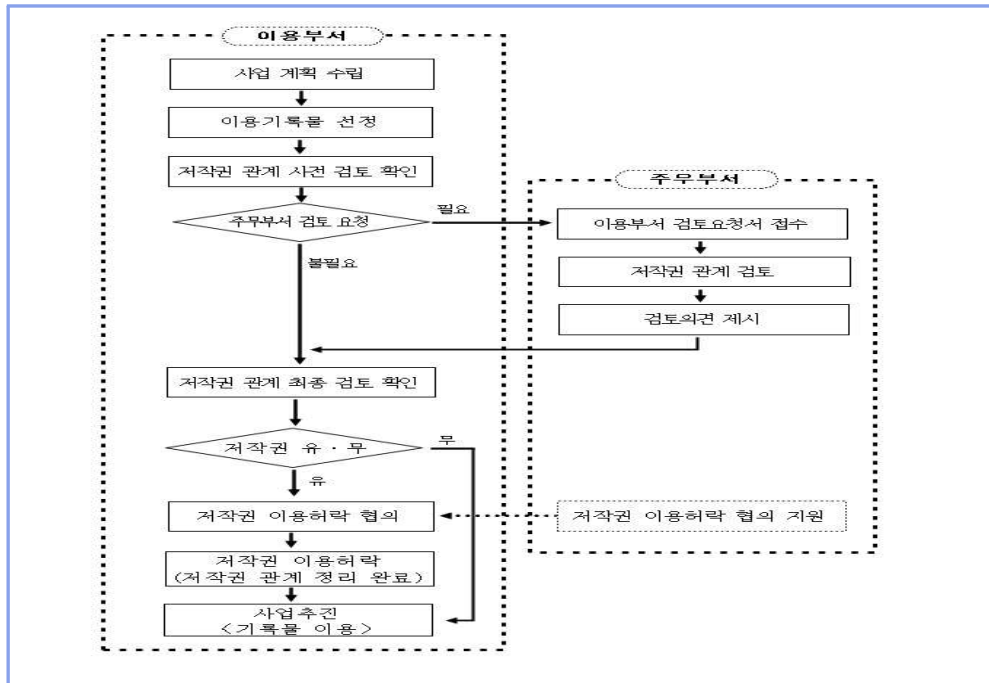 이용부서
사업 계획 수립
이용기록물 선정
저작권 관계 사전 검토 확인
주무부서
주무부서 검토 요청
필요
이용부서 검토요청서 접수
불필요
저작권 관계 검토
검토의견 제시
저작권 관계 최종 검토 확인
저작권 유 · 무
무
유
저작권 이용허락 협의
저작권 이용허락 협의 지원
저작권 이용허락
(저작권 관계 정리 완료)
사업추진
<기록물 이용>